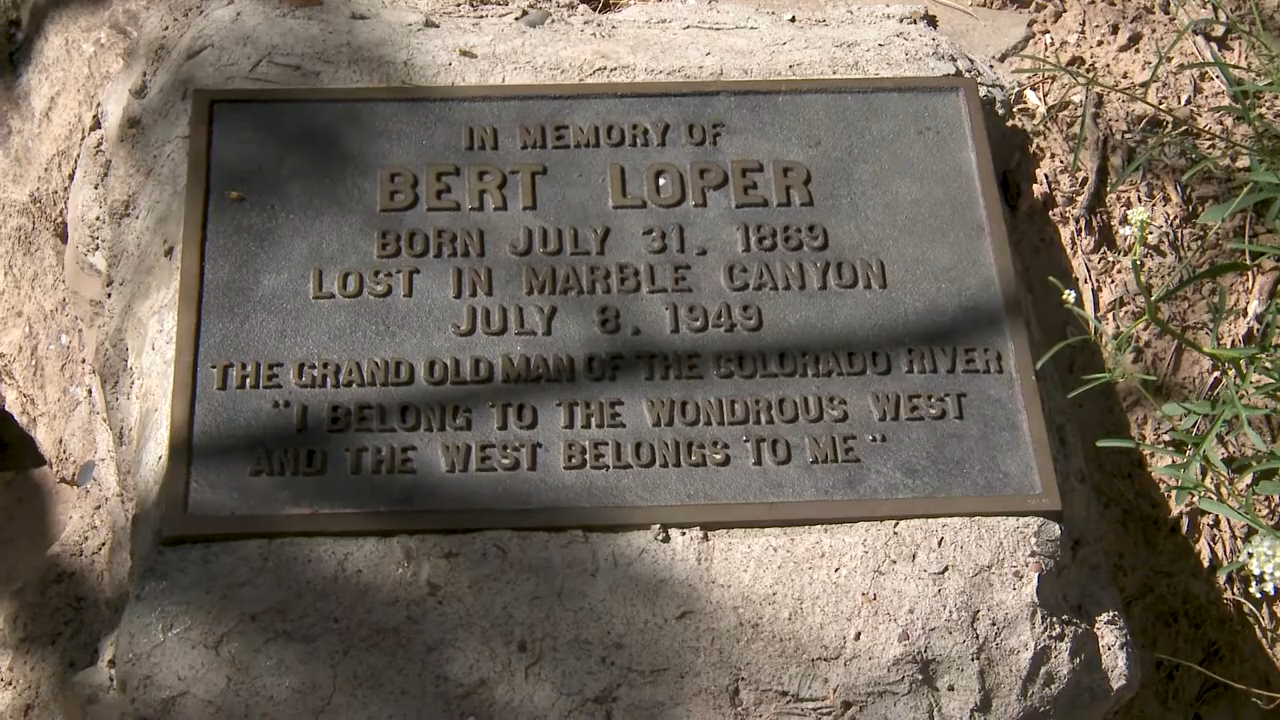 IN MEMORY OF
BERT LOPER
BORN JULY 31. 1869
LOST IN MARBLE CANYON
JULY 8. 1949
THE GRAND OLD MAN OF THE COLORADO RIVER
"I BELONG TO THE WONDROUS WEST
AND THE WEST BELONGS TO ME"